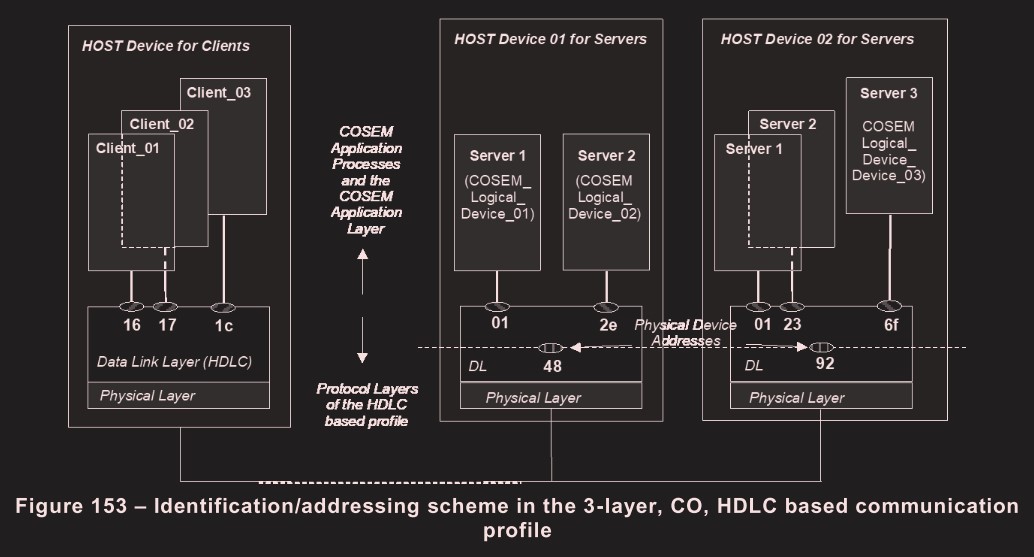 HOST Device for Clients
Client_03
Client_02
Client_01
16 17 1c
Data Link Layer (HDLC)
Physical Layer
COSEM
Application
Processes
and the
COSEM
Application
Layer
Protocol Layers
of the HDLC
based profile
HOST Device 01 for Servers
Server 1
(COSEM_
Logical_
Device_01)
Server 2
(COSEM
Logical_
Device_02)
01 2e
DL 48
Physical Layer
Physical Device
Addresses
HOST Device 02 for Servers
Server 3
COSEM
Logical_
Device_
Device_03)
Server 2
Server 1
01 23 6f
DL 92
Physical Layer
Figure 153 – Identification/addressing scheme in the 3-layer, CO, HDLC based communication
profile